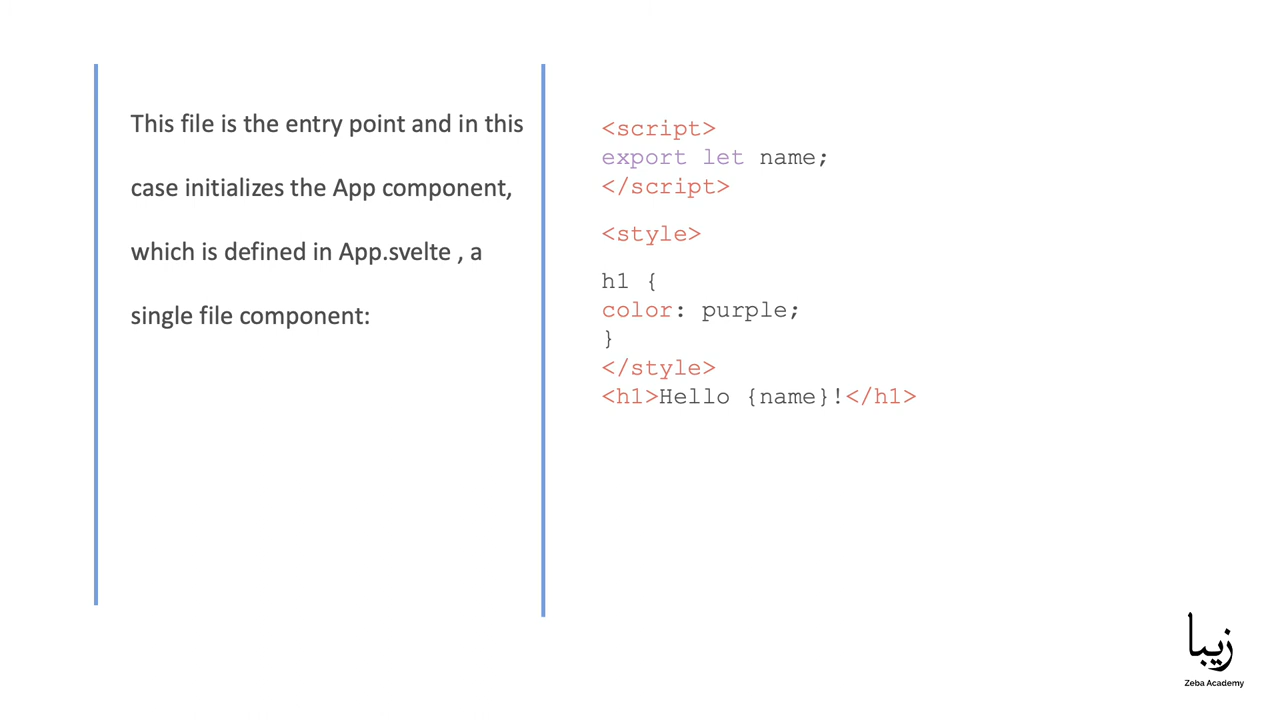 This file is the entry point and in this
case initializes the App component,
which is defined in App.svelte , a
single file component:
<script>
export let name;
</script>
<style>
h1 {
color: purple;
}
</style>
<h1>Hello {name}!</h1>
زيبا
Zeba Academy